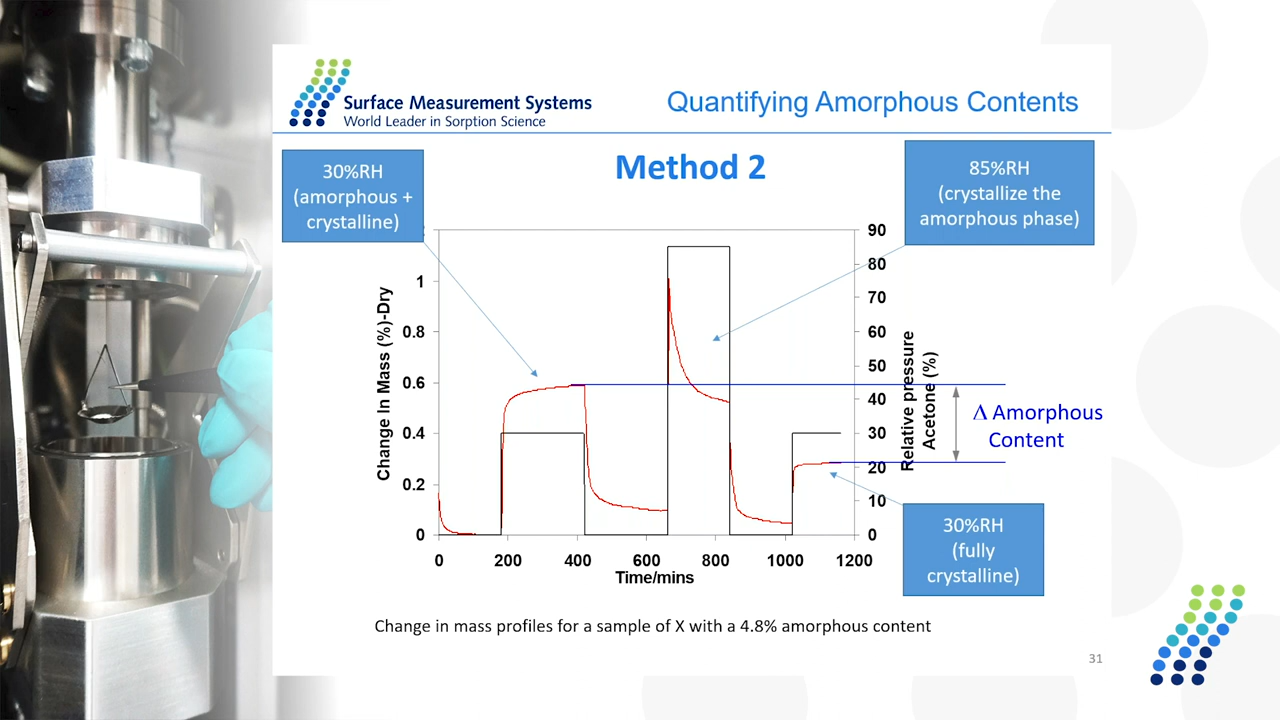 Surface Measurement Systems
World Leader in Sorption Science
Quantifying Amorphous Contents
Method 2
30%RH
(amorphous +
crystalline)
85%RH
(crystallize the
amorphous phase)
Change In Mass (%)-Dry
1
0.8
0.6
0.4
0.2
0
90
80
70
60
50
40
30
20
10
0
Relative pressure
Acetone (%)
Δ Amorphous
Content
30%RH
(fully
crystalline)
0 200 400 600 800 1000 1200
Time/mins
Change in mass profiles for a sample of X with a 4.8% amorphous content
31